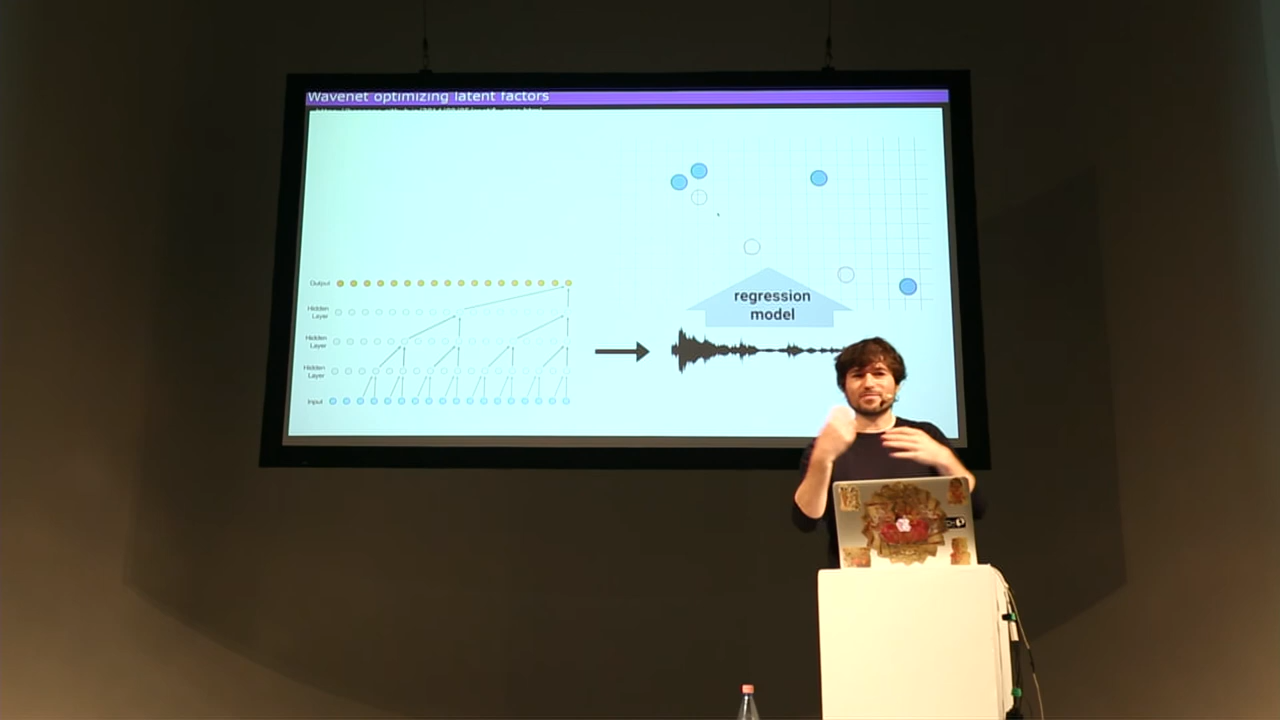 Wavenet optimizing latent factors
Output
Hidden
Layer
Hidden
Layer
Hidden
Layer
Input
regression
model